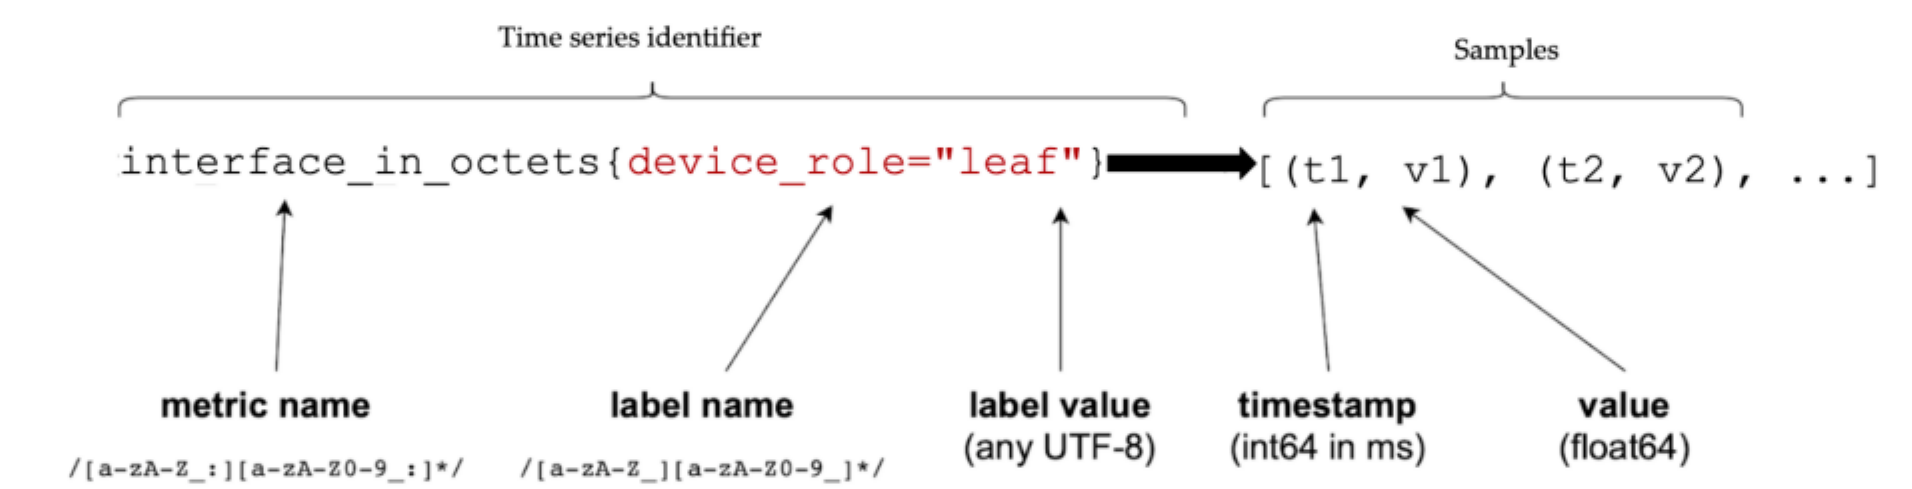 Time series identifier
Samples
interface_in_octets{device_role="leaf"}
[(t1, v1), (t2, v2), ...]
metric name
/[a-zA-Z_:][a-zA-Z0-9_:]*/
label name
/[a-zA-Z_][a-zA-Z0-9_]*/
label value
(any UTF-8)
timestamp
(int64 in ms)
value
(float64)